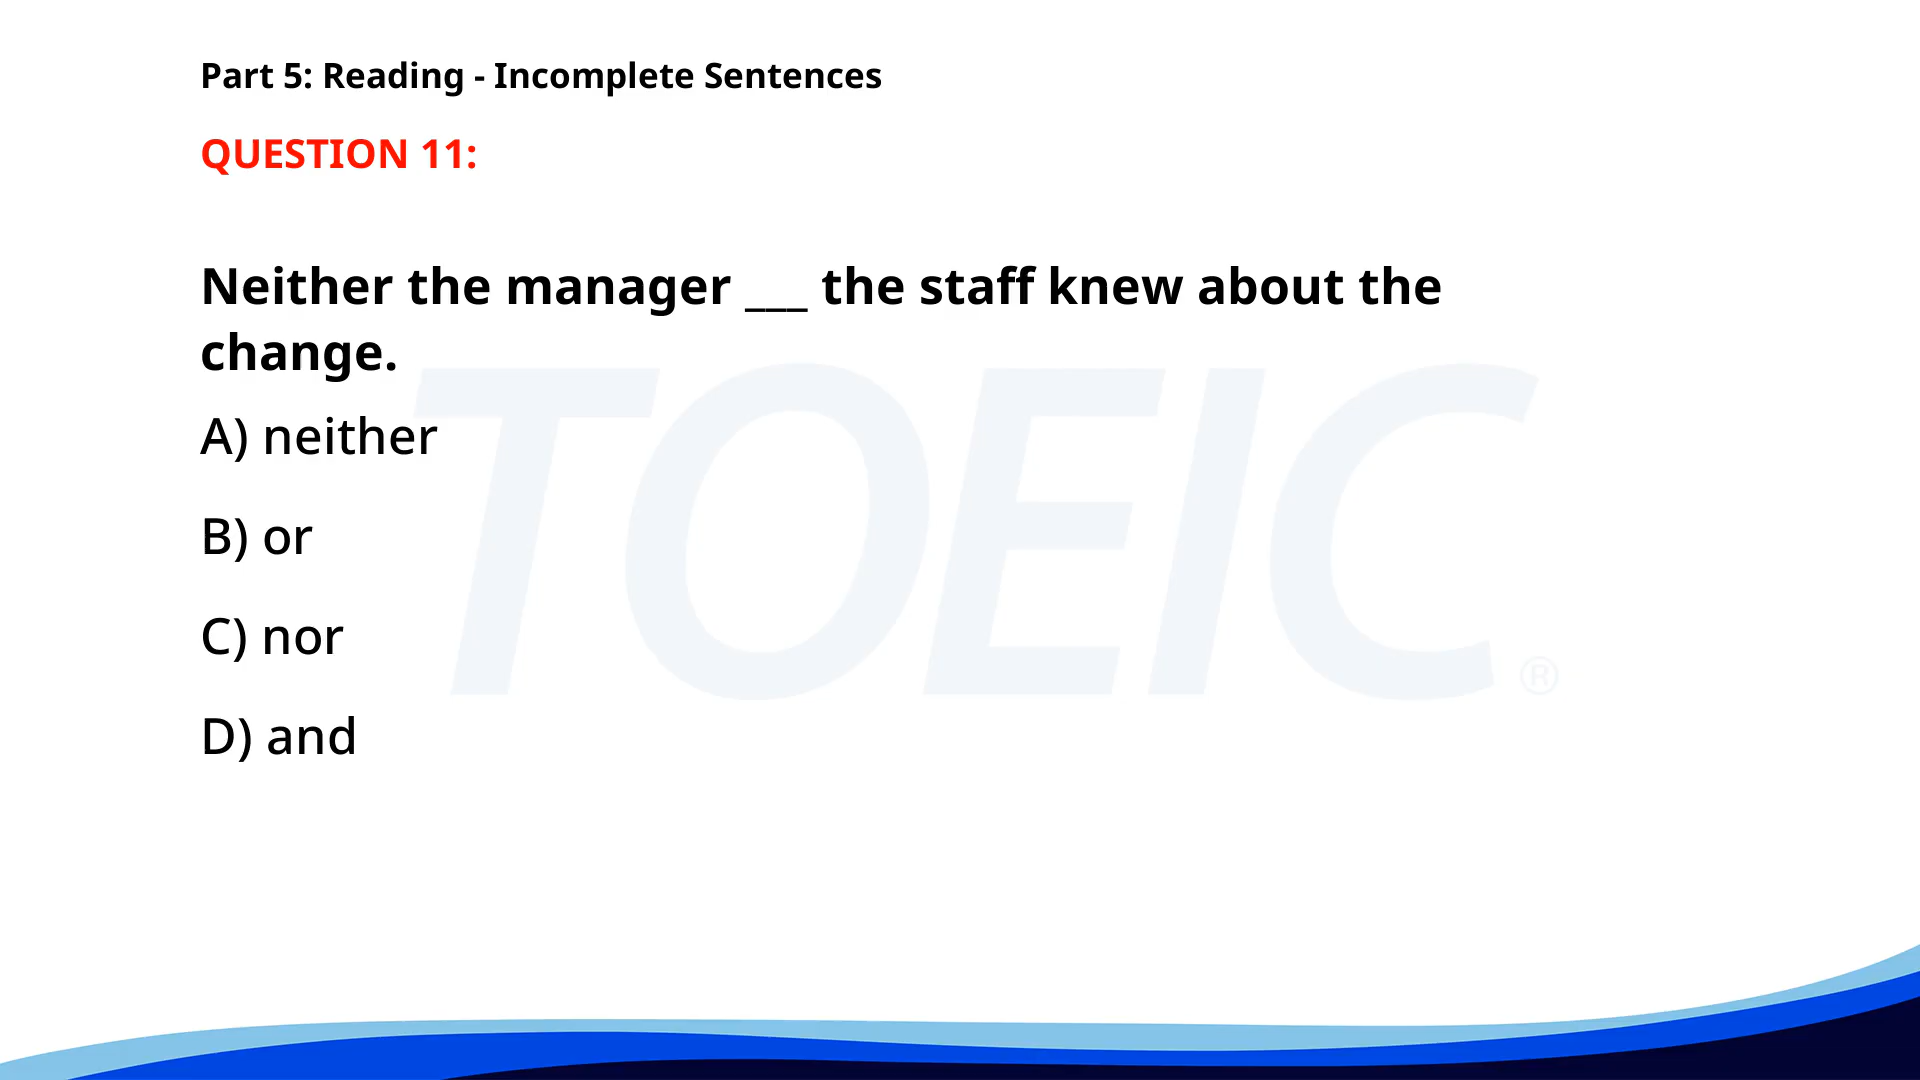 Part 5: Reading - Incomplete Sentences
QUESTION 11:
Neither the manager ___ the staff knew about the
change.
A) neither
B) or
C) nor
D) and
TOEIC®